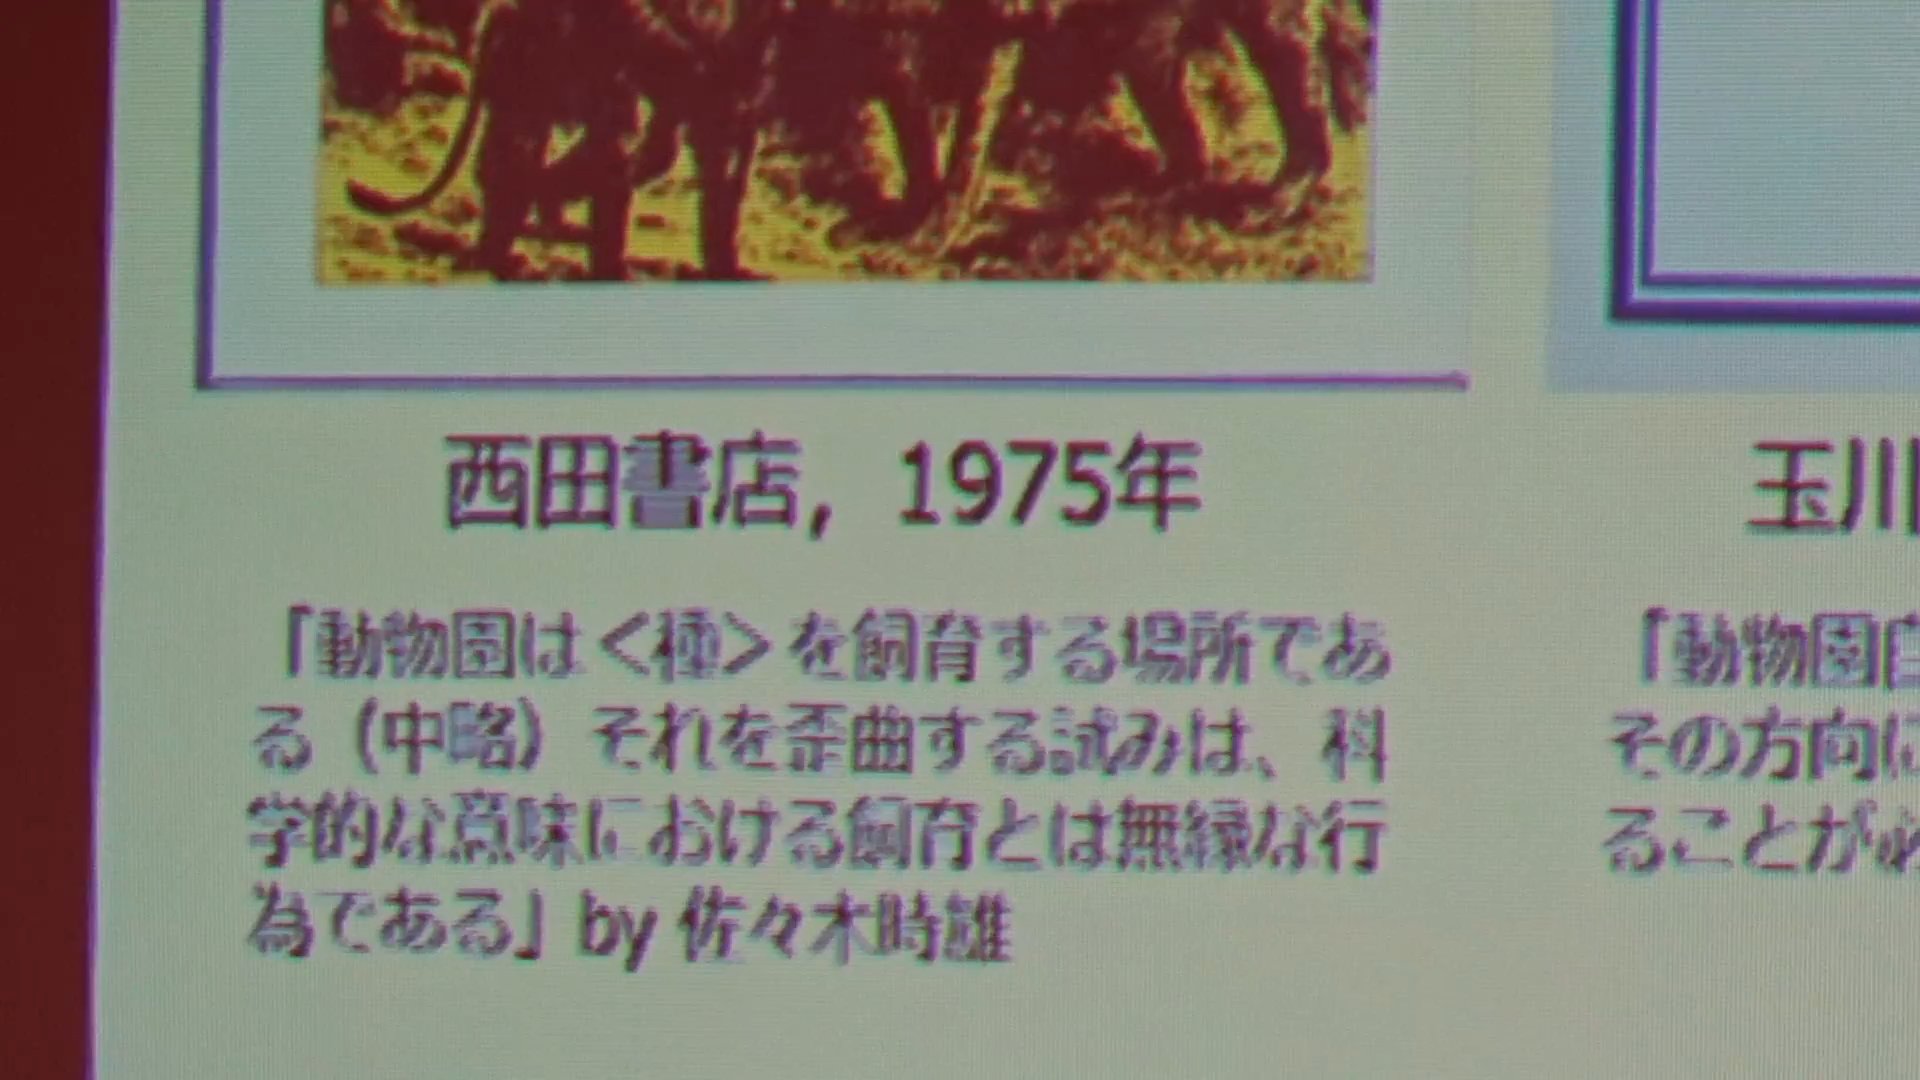 西田書店，1975年
「動物園は＜種＞を飼育する場所であ
る（中略）それを歪曲する試みは、科
学的な意味における飼育とは無縁な行
為である」by 佐々木時雄
玉川
「動物園
その方向に
ることが必